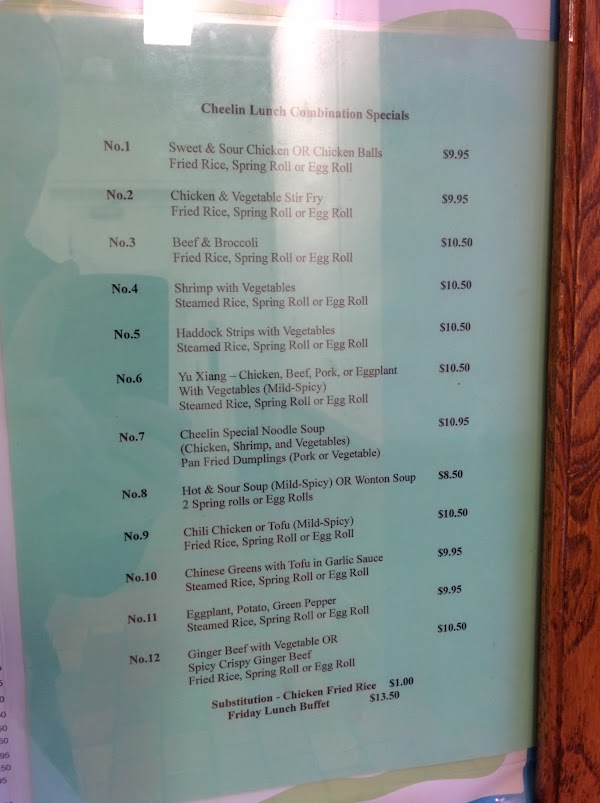 Cheelin Lunch Combination Specials
No.1 Sweet & Sour Chicken OR Chicken Balls $9.95
Fried Rice, Spring Roll or Egg Roll
No.2 Chicken & Vegetable Stir Fry $9.95
Fried Rice, Spring Roll or Egg Roll
No.3 Beef & Broccoli $10.50
Fried Rice, Spring Roll or Egg Roll
No.4 Shrimp with Vegetables $10.50
Steamed Rice, Spring Roll or Egg Roll
No.5 Haddock Strips with Vegetables $10.50
Steamed Rice, Spring Roll or Egg Roll
No.6 Yu Xiang – Chicken, Beef, Pork, or Eggplant $10.50
With Vegetables (Mild-Spicy)
Steamed Rice, Spring Roll or Egg Roll
No.7 Cheelin Special Noodle Soup $10.95
(Chicken, Shrimp, and Vegetables)
Pan Fried Dumplings (Pork or Vegetable)
No.8 Hot & Sour Soup (Mild-Spicy) OR Wonton Soup $8.50
2 Spring rolls or Egg Rolls
No.9 Chili Chicken or Tofu (Mild-Spicy) $10.50
Fried Rice, Spring Roll or Egg Roll
No.10 Chinese Greens with Tofu in Garlic Sauce $9.95
Steamed Rice, Spring Roll or Egg Roll
No.11 Eggplant, Potato, Green Pepper $9.95
Steamed Rice, Spring Roll or Egg Roll
No.12 Ginger Beef with Vegetable OR $10.50
Spicy Crispy Ginger Beef
Fried Rice, Spring Roll or Egg Roll
Substitution - Chicken Fried Rice $1.00
Friday Lunch Buffet $13.50